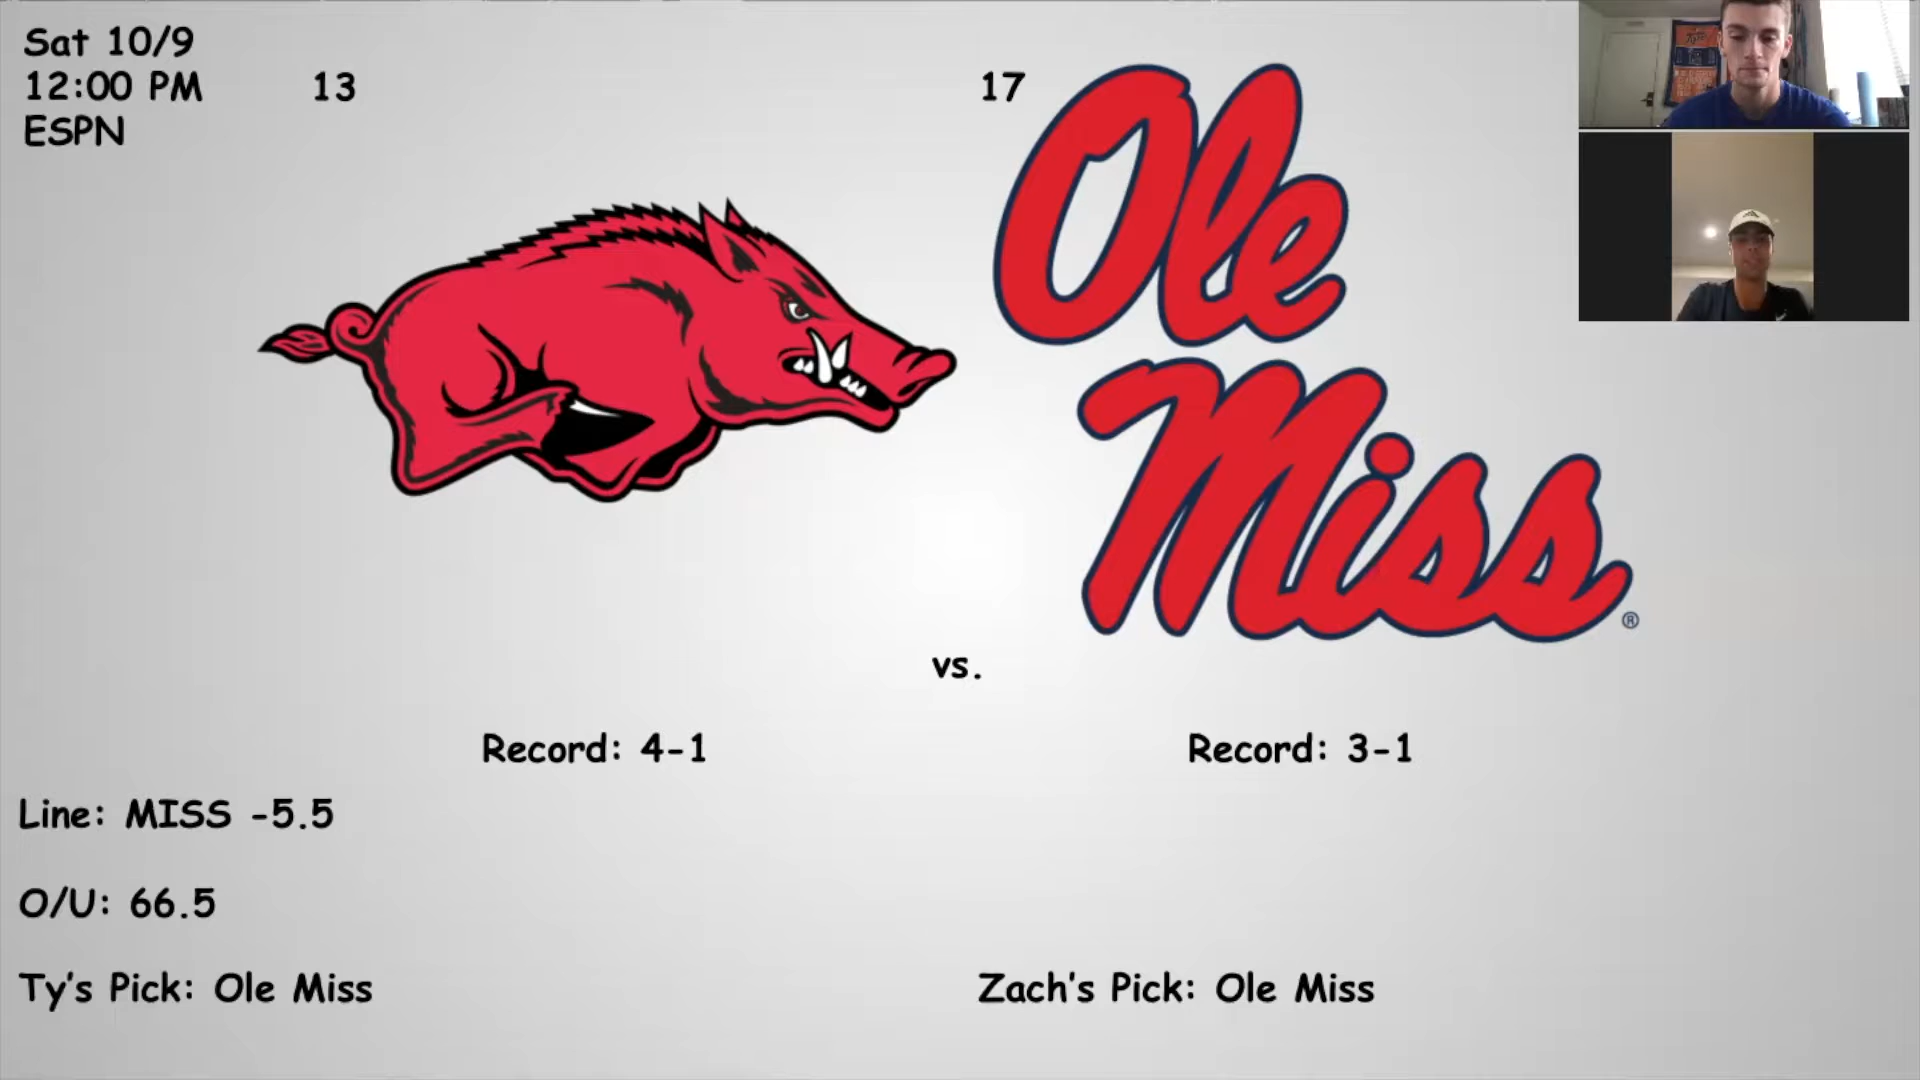 Sat 10/9
12:00 PM
ESPN
13
17
Ole
Miss
®
vs.
Record: 4-1
Record: 3-1
Line: MISS -5.5
O/U: 66.5
Ty's Pick: Ole Miss
Zach's Pick: Ole Miss